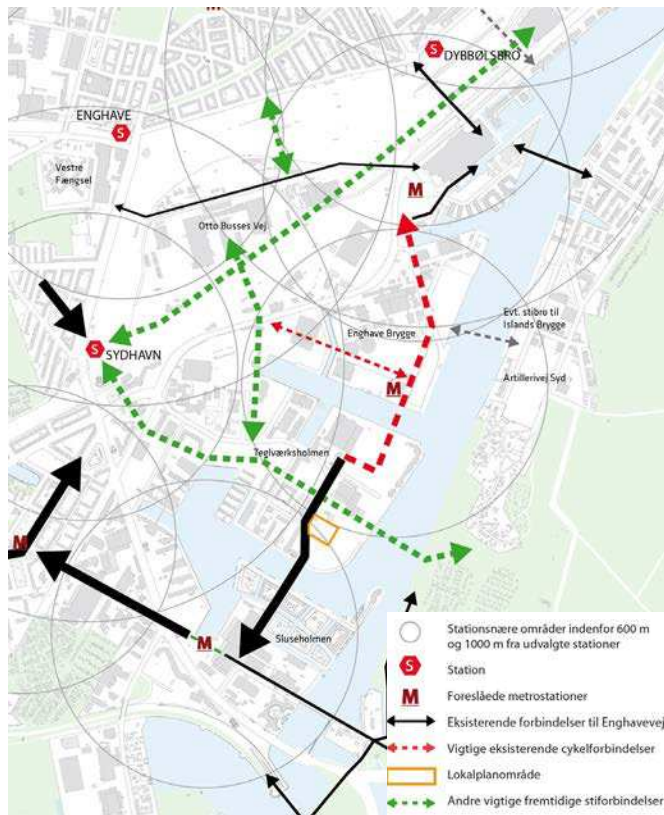 S
DYBBØLSBRO
ENGHAVE
S
Vestre
Fængsel
M
Otto Busses Vej
Enghave Brygge
Evt. stibro til
Islands Brygge
S
SYDHAVN
M
Artillerivej Syd
Teglværksholmen
M
Sluseholmen
M
Stationsnære områder indenfor 600 m
og 1000 m fra udvalgte stationer
S
Station
M
Foreslåede metrostationer
Eksisterende forbindelser til Enghavevej
Vigtige eksisterende cykelforbindelser
Lokalplanområde
Andre vigtige fremtidige stiforbindelser